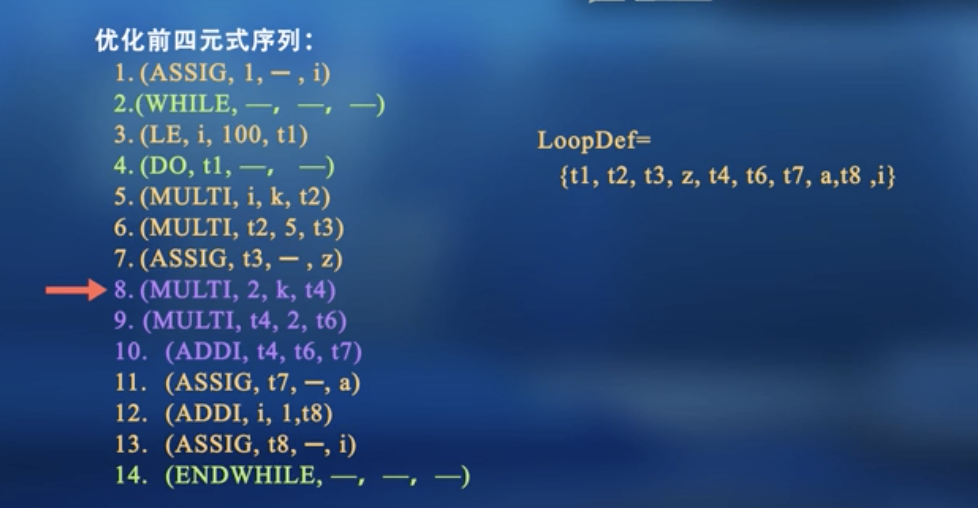 优化前四元式序列：
1. (ASSIG, 1, — , i)
2.(WHILE, —, —, —)
3. (LE, i, 100, t1)
4. (DO, t1, —, —)
5. (MULTI, i, k, t2)
6. (MULTI, t2, 5, t3)
7. (ASSIG, t3, — , z)
8. (MULTI, 2, k, t4)
9. (MULTI, t4, 2, t6)
10. (ADDI, t4, t6, t7)
11. (ASSIG, t7, —, a)
12. (ADDI, i, 1,t8)
13. (ASSIG, t8, —, i)
14. (ENDWHILE, —, —, —)
LoopDef=
{t1, t2, t3, z, t4, t6, t7, a,t8 ,i}